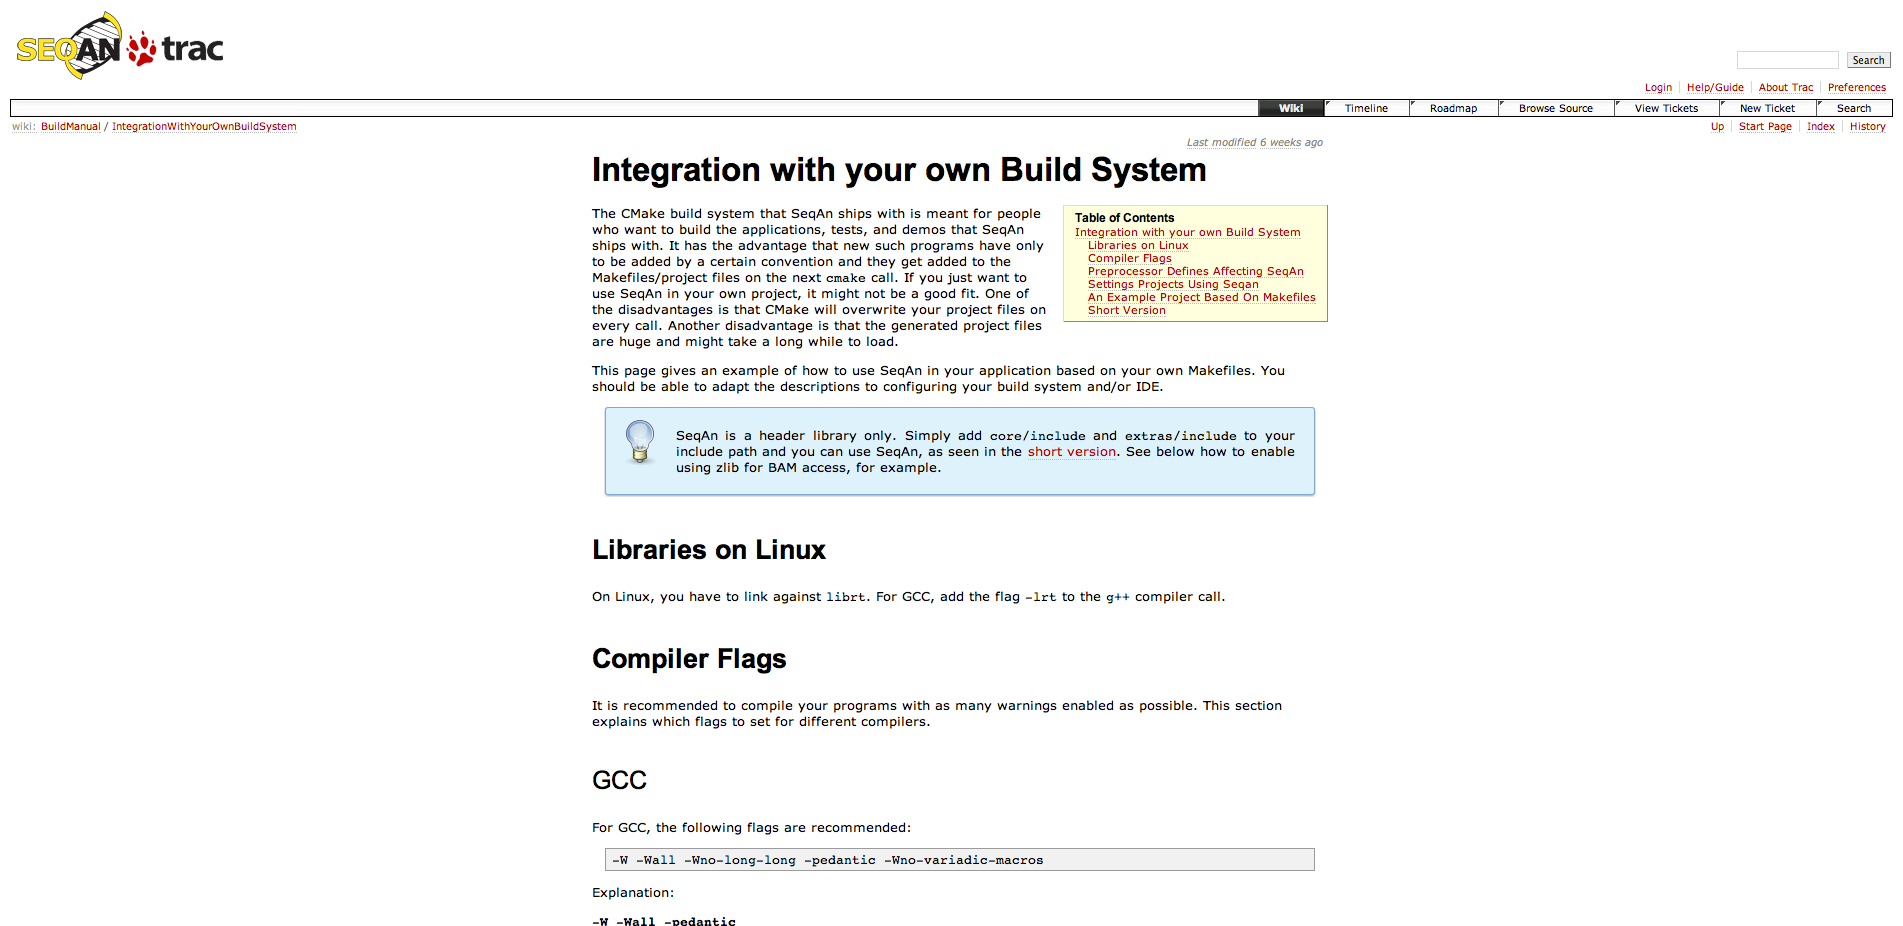 SEQAN trac
Search
Login Help/Guide About Trac Preferences
Wiki Timeline Roadmap Browse Source View Tickets New Ticket Search
wiki: BuildManual / IntegrationWithYourOwnBuildSystem
Up Start Page Index History
Last modified 6 weeks ago
Integration with your own Build System
The CMake build system that SeqAn ships with is meant for people
who want to build the applications, tests, and demos that SeqAn
ships with. It has the advantage that new such programs have only
to be added by a certain convention and they get added to the
Makefiles/project files on the next cmake call. If you just want to
use SeqAn in your own project, it might not be a good fit. One of
the disadvantages is that CMake will overwrite your project files on
every call. Another disadvantage is that the generated project files
are huge and might take a long while to load.
Table of Contents
Integration with your own Build System
Libraries on Linux
Compiler Flags
Preprocessor Defines Affecting SeqAn
Settings Projects Using Seqan
An Example Project Based On Makefiles
Short Version
This page gives an example of how to use SeqAn in your application based on your own Makefiles. You
should be able to adapt the descriptions to configuring your build system and/or IDE.
SeqAn is a header library only. Simply add core/include and extras/include to your
include path and you can use SeqAn, as seen in the short version. See below how to enable
using zlib for BAM access, for example.
Libraries on Linux
On Linux, you have to link against librt. For GCC, add the flag -lrt to the g++ compiler call.
Compiler Flags
It is recommended to compile your programs with as many warnings enabled as possible. This section
explains which flags to set for different compilers.
GCC
For GCC, the following flags are recommended:
-W -Wall -Wno-long-long -pedantic -Wno-variadic-macros
Explanation:
-W -Wall -pedantic